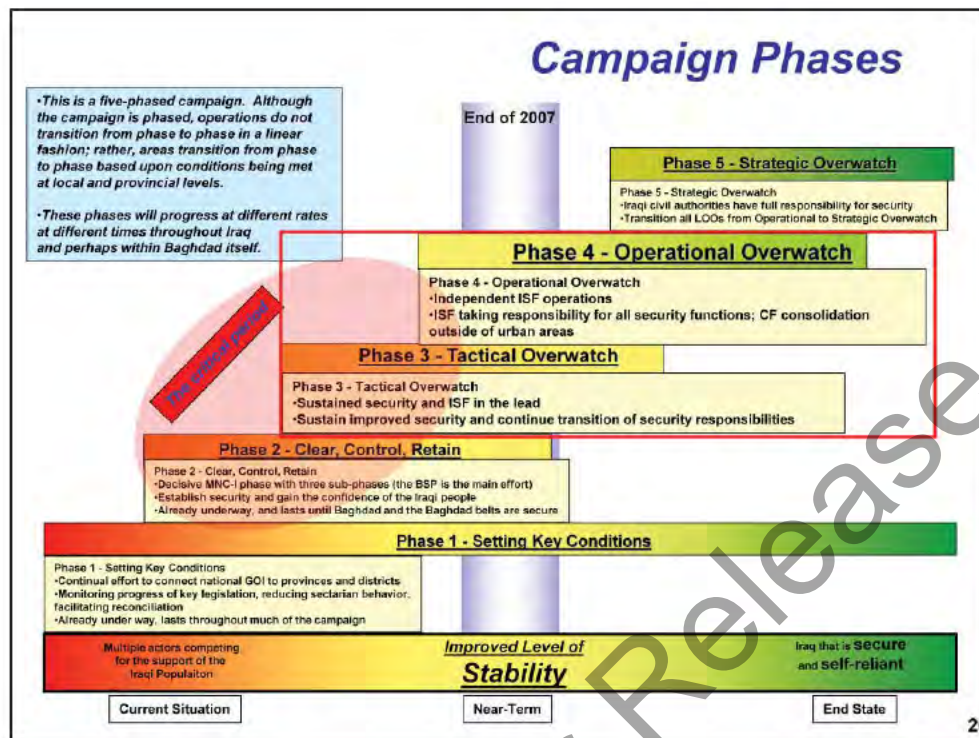 Campaign Phases
•This is a five-phased campaign. Although
the campaign is phased, operations do not
transition from phase to phase in a linear
fashion; rather, areas transition from phase
to phase based upon conditions being met
at local and provincial levels.
•These phases will progress at different rates
at different times throughout Iraq
and perhaps within Baghdad itself.
End of 2007
Phase 5 - Strategic Overwatch
Phase 5 - Strategic Overwatch
•Iraqi civil authorities have full responsibility for security
•Transition all LOOs from Operational to Strategic Overwatch
Phase 4 - Operational Overwatch
Phase 4 - Operational Overwatch
•Independent ISF operations
•ISF taking responsibility for all security functions; CF consolidation
outside of urban areas
The critical period
Phase 3 - Tactical Overwatch
Phase 3 - Tactical Overwatch
•Sustained security and ISF in the lead
•Sustain improved security and continue transition of security responsibilities
Phase 2 - Clear, Control, Retain
Phase 2 - Clear, Control, Retain
•Decisive MNC-I phase with three sub-phases (the BSP is the main effort)
•Establish security and gain the confidence of the Iraqi people
•Already underway, and lasts until Baghdad and the Baghdad belts are secure
Phase 1 - Setting Key Conditions
Phase 1 - Setting Key Conditions
•Continual effort to connect national GOI to provinces and districts
•Monitoring progress of key legislation, reducing sectarian behavior,
facilitating reconciliation
•Already under way, lasts throughout much of the campaign
Multiple actors competing
for the support of the
Iraqi Populaiton
Improved Level of
Stability
Iraq that is secure
and self-reliant
Current Situation
Near-Term
End State
Release